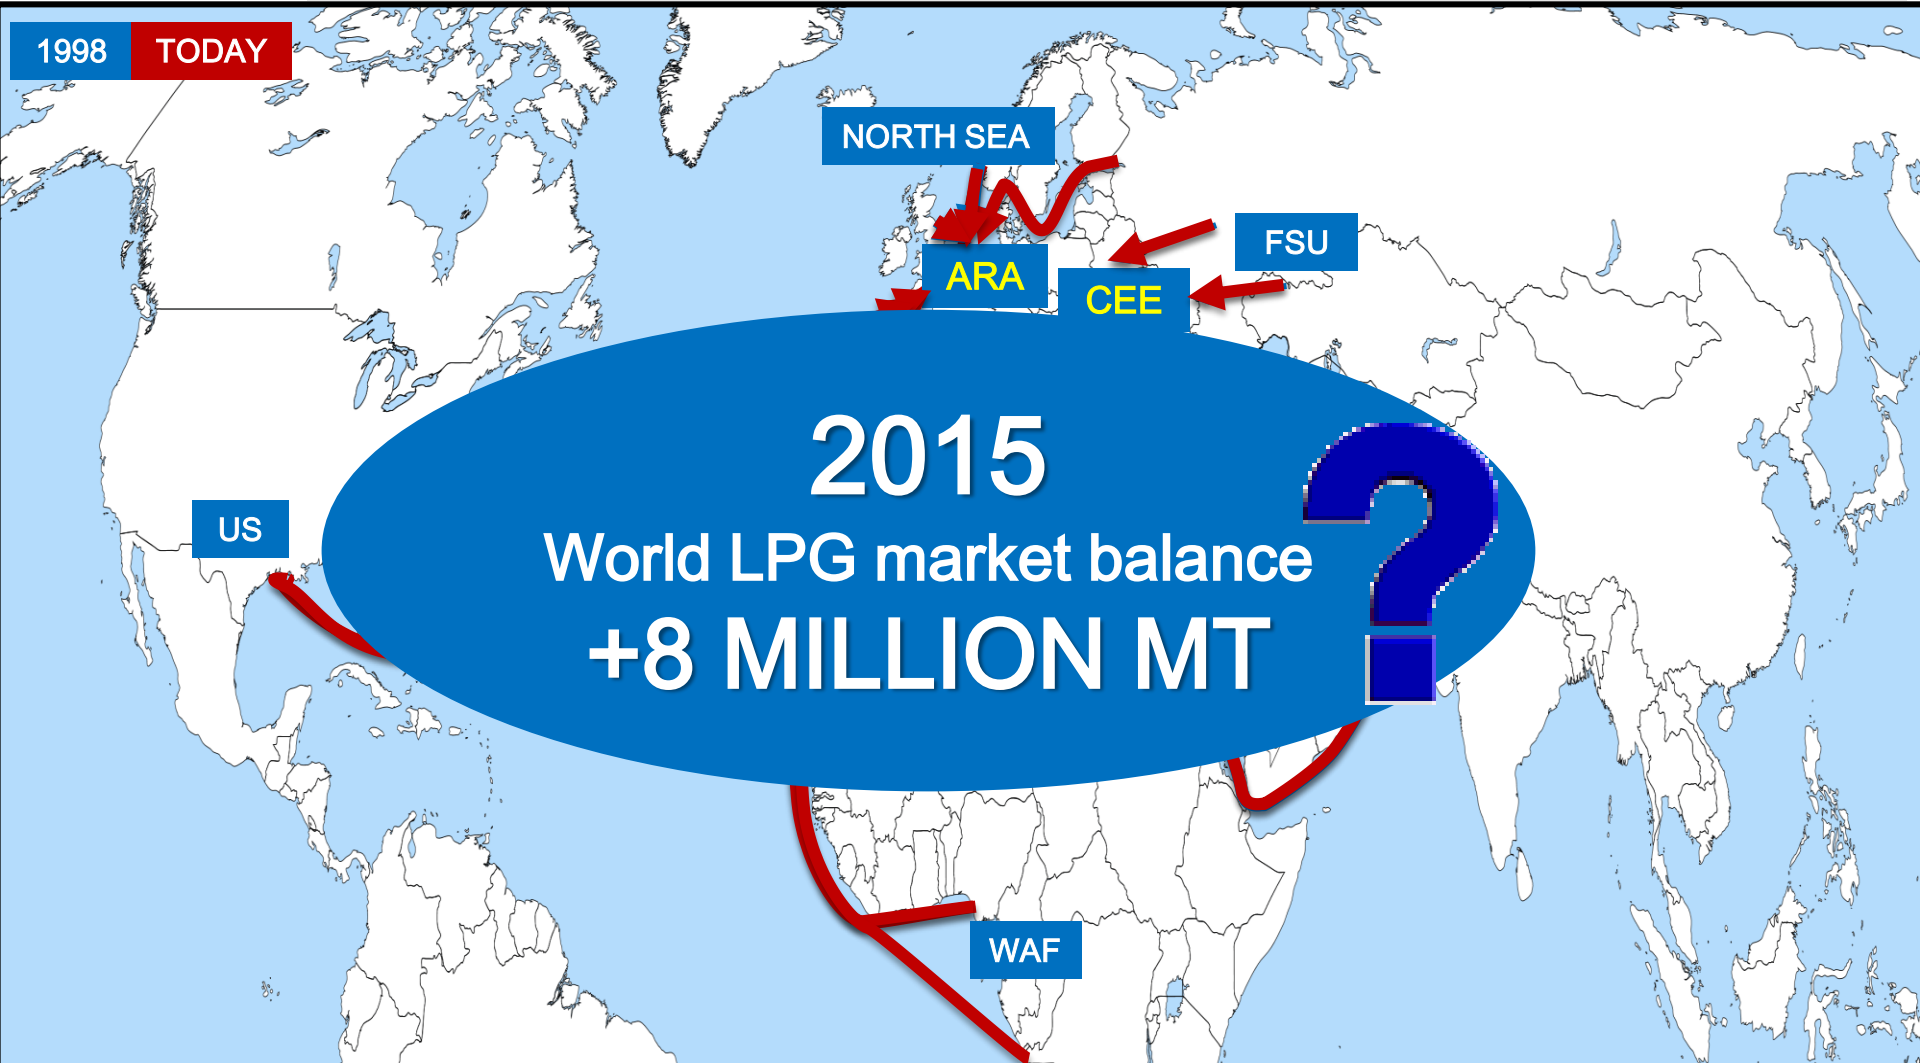 1998 TODAY
NORTH SEA
FSU
ARA
CEE
2015
World LPG market balance
+8 MILLION MT
?
US
WAF